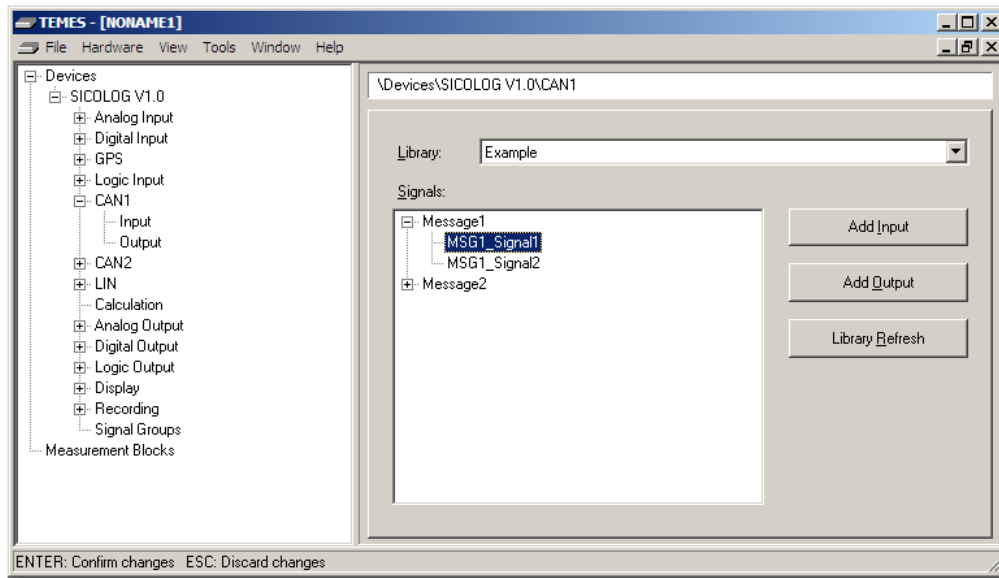 TEMES - [NONAME1]
File Hardware View Tools Window Help
Devices
SICOLOG V1.0
Analog Input
Digital Input
GPS
Logic Input
CAN1
Input
Output
CAN2
LIN
Calculation
Analog Output
Digital Output
Logic Output
Display
Recording
Signal Groups
Measurement Blocks
\Devices\SICOLOG V1.0\CAN1
Library: Example
Signals:
Message1
MSG1_Signal1
MSG1_Signal2
Message2
Add Input
Add Output
Library Refresh
ENTER: Confirm changes ESC: Discard changes